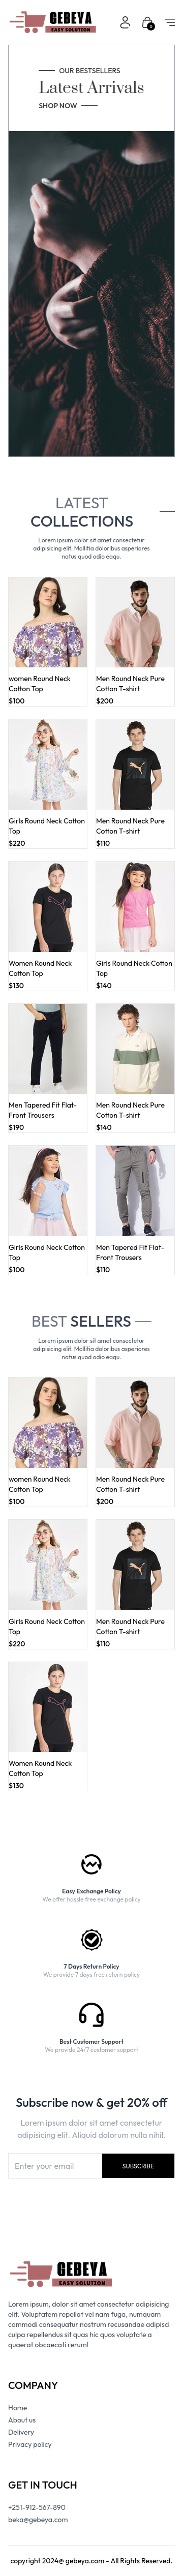 GEBEYA
EASY SOLUTION
0
OUR BESTSELLERS
Latest Arrivals
SHOP NOW
LATEST
COLLECTIONS
Lorem ipsum dolor sit amet consectetur
adipisicing elit. Mollitia doloribus asperiores
natus quod odio eaqu.
women Round Neck
Cotton Top
$100
Men Round Neck Pure
Cotton T-shirt
$200
Girls Round Neck Cotton
Top
$220
Men Round Neck Pure
Cotton T-shirt
$110
Women Round Neck
Cotton Top
$130
Girls Round Neck Cotton
Top
$140
Men Tapered Fit Flat-
Front Trousers
$190
Men Round Neck Pure
Cotton T-shirt
$140
Girls Round Neck Cotton
Top
$100
Men Tapered Fit Flat-
Front Trousers
$110
BEST SELLERS
Lorem ipsum dolor sit amet consectetur
adipisicing elit. Mollitia doloribus asperiores
natus quod odio eaqu.
women Round Neck
Cotton Top
$100
Men Round Neck Pure
Cotton T-shirt
$200
Girls Round Neck Cotton
Top
$220
Men Round Neck Pure
Cotton T-shirt
$110
Women Round Neck
Cotton Top
$130
Easy Exchange Policy
We offer hassle free exchange policy
7 Days Return Policy
We provide 7 days free return policy
Best Customer Support
We provide 24/7 customer support
Subscribe now & get 20% off
Lorem ipsum dolor sit amet consectetur
adipisicing elit. Aliquid dolorum nulla nihil.
Enter your email
SUBSCRIBE
GEBEYA
EASY SOLUTION
Lorem ipsum, dolor sit amet consectetur adipisicing
elit. Voluptatem repellat vel nam fuga, numquam
commodi consequatur nostrum recusandae adipisci
culpa repellendus sit quas hic quos voluptate a
quaerat obcaecati rerum!
COMPANY
Home
About us
Delivery
Privacy policy
GET IN TOUCH
+251-912-567-890
beka@gebeya.com
copyright 2024@ gebeya.com - All Rights Reserved.